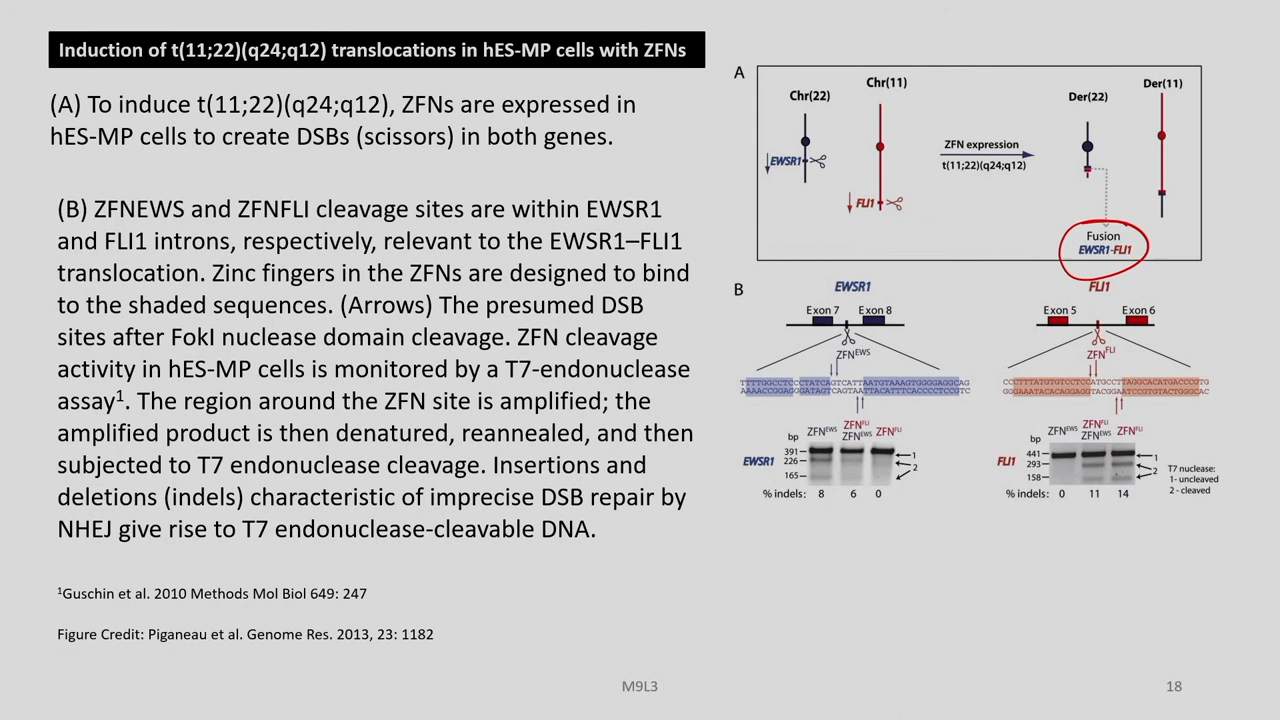 Induction of t(11;22)(q24;q12) translocations in hES-MP cells with ZFNs
(A) To induce t(11;22)(q24;q12), ZFNs are expressed in
hES-MP cells to create DSBs (scissors) in both genes.
(B) ZFNEWS and ZFNFLI cleavage sites are within EWSR1
and FLI1 introns, respectively, relevant to the EWSR1–FLI1
translocation. Zinc fingers in the ZFNs are designed to bind
to the shaded sequences. (Arrows) The presumed DSB
sites after FokI nuclease domain cleavage. ZFN cleavage
activity in hES-MP cells is monitored by a T7-endonuclease
assay1. The region around the ZFN site is amplified; the
amplified product is then denatured, reannealed, and then
subjected to T7 endonuclease cleavage. Insertions and
deletions (indels) characteristic of imprecise DSB repair by
NHEJ give rise to T7 endonuclease-cleavable DNA.
1Guschin et al. 2010 Methods Mol Biol 649: 247
Figure Credit: Piganeau et al. Genome Res. 2013, 23: 1182
A
Chr(22)
Chr(11)
EWSR1
FLI1
ZFN expression
t(11;22)(q24;q12)
Der(22)
Der(11)
Fusion
EWSR1-FLI1
B
EWSR1
Exon 7
Exon 8
ZFNEWS
bp
ZFNEWS
ZFNFLI
ZFNEWS
ZFNFLI
EWSR1
391
226
165
1
2
% indels: 8 6 0
FLI1
Exon 5
Exon 6
ZFNFLI
bp
ZFNEWS
ZFNFLI
ZFNEWS
ZFNFLI
FLI1
441
293
158
1
2
T7 nuclease:
1- uncleaved
2 - cleaved
% indels: 0 11 14
M9L3
18